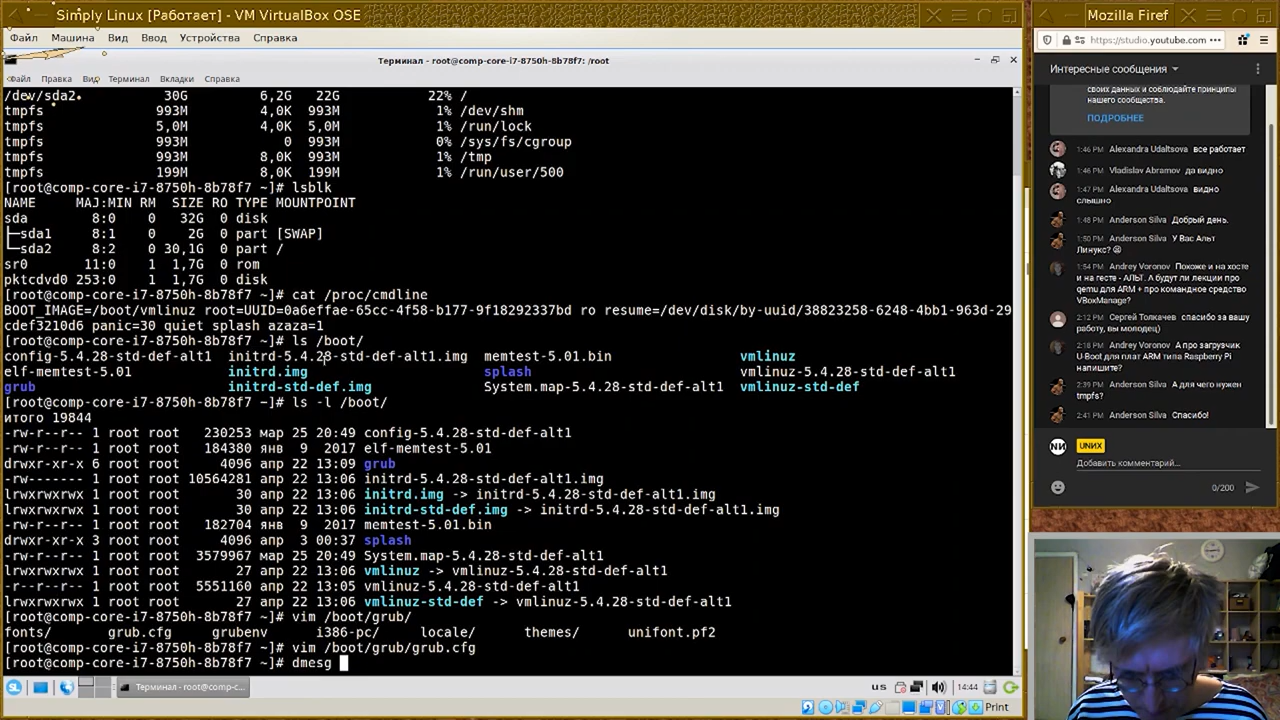 Simply Linux [Работает] - VM VirtualBox OSE
Файл Машина Вид Ввод Устройства Справка
Терминал - root@comp-core-i7-8750h-8b78f7: /root
Файл Правка Вид Терминал Вкладки Справка
/dev/sda2 30G 6,2G 22G 22% /
tmpfs 993M 4,0K 993M 1% /dev/shm
tmpfs 5,0M 4,0K 5,0M 1% /run/lock
tmpfs 993M 0 993M 0% /sys/fs/cgroup
tmpfs 993M 8,0K 993M 1% /tmp
tmpfs 199M 8,0K 199M 1% /run/user/500
[root@comp-core-i7-8750h-8b78f7 ~]# lsblk
NAME MAJ:MIN RM SIZE RO TYPE MOUNTPOINT
sda 8:0 0 32G 0 disk
├─sda1 8:1 0 2G 0 part [SWAP]
└─sda2 8:2 0 30,1G 0 part /
sr0 11:0 1 1,7G 0 rom
pktcdvd0 253:0 1 1,7G 0 disk
[root@comp-core-i7-8750h-8b78f7 ~]# cat /proc/cmdline
BOOT_IMAGE=/boot/vmlinuz root=UUID=0a6effae-65cc-4f58-b177-9f18292337bd ro resume=/dev/disk/by-uuid/38823258-6248-4bb1-963d-29
cdef3210d6 panic=30 quiet splash azaza=1
[root@comp-core-i7-8750h-8b78f7 ~]# ls /boot/
config-5.4.28-std-def-alt1 initrd-5.4.28-std-def-alt1.img memtest-5.01.bin vmlinuz
elf-memtest-5.01 initrd.img splash vmlinuz-5.4.28-std-def-alt1
grub initrd-std-def.img System.map-5.4.28-std-def-alt1 vmlinuz-std-def
[root@comp-core-i7-8750h-8b78f7 ~]# ls -l /boot/
итого 19844
-rw-r--r-- 1 root root 230253 мар 25 20:49 config-5.4.28-std-def-alt1
-rw-r--r-- 1 root root 184380 янв 9 2017 elf-memtest-5.01
drwxr-xr-x 6 root root 4096 апр 22 13:09 grub
-rw------- 1 root root 10564281 апр 22 13:06 initrd-5.4.28-std-def-alt1.img
lrwxrwxrwx 1 root root 30 апр 22 13:06 initrd.img -> initrd-5.4.28-std-def-alt1.img
lrwxrwxrwx 1 root root 30 апр 22 13:06 initrd-std-def.img -> initrd-5.4.28-std-def-alt1.img
-rw-r--r-- 1 root root 182704 янв 9 2017 memtest-5.01.bin
drwxr-xr-x 3 root root 4096 апр 3 00:37 splash
-rw-r--r-- 1 root root 3579967 мар 25 20:49 System.map-5.4.28-std-def-alt1
lrwxrwxrwx 1 root root 27 апр 22 13:06 vmlinuz -> vmlinuz-5.4.28-std-def-alt1
-r--r--r-- 1 root root 5551160 апр 22 13:05 vmlinuz-5.4.28-std-def-alt1
lrwxrwxrwx 1 root root 27 апр 22 13:06 vmlinuz-std-def -> vmlinuz-5.4.28-std-def-alt1
[root@comp-core-i7-8750h-8b78f7 ~]# vim /boot/grub/
fonts/ grub.cfg grubenv i386-pc/ locale/ themes/ unifont.pf2
[root@comp-core-i7-8750h-8b78f7 ~]# vim /boot/grub/grub.cfg
[root@comp-core-i7-8750h-8b78f7 ~]# dmesg
Терминал - root@comp-c...
us 14:44
Print
Mozilla Firef
https://studio.youtube.com
Интересные сообщения
своих данных и соблюдайте принципы
нашего сообщества.
ПОДРОБНЕЕ
1:46 PM Alexandra Udaltsova все работает
1:46 PM Vladislav Abramov да видно
1:47 PM Alexandra Udaltsova видно
слышно
1:48 PM Anderson Silva Добрый день.
1:50 PM Anderson Silva У Вас Альт
Линукс?
1:54 PM Andrey Voronov Похоже и на хосте
и на гесте - АЛЬТ. А будут ли лекции про
qemu для ARM + про командное средство
VBoxManage?
2:18 PM Сергей Толкачев спасибо за вашу
работу, вы молодец)
2:18 PM Andrey Voronov А про загрузчик
U-Boot для плат ARM типа Raspberry Pi
напишите?
2:39 PM Anderson Silva А для чего нужен
tmpfs?
2:41 PM Anderson Silva Спасибо!
NИ UNИX
Добавить комментарий...
0/200